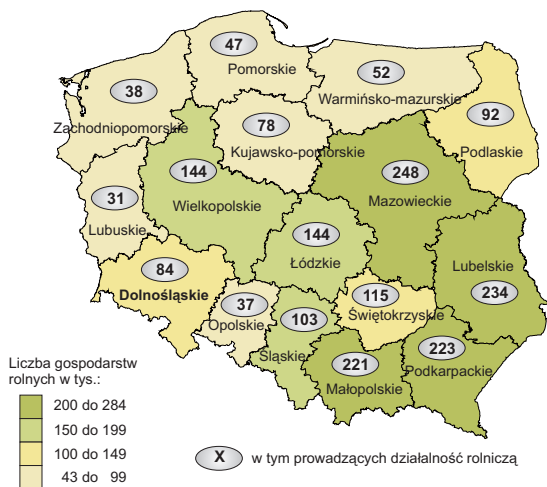 47
Pomorskie
52
Warmińsko-mazurskie
38
Zachodniopomorskie
78
Kujawsko-pomorskie
92
Podlaskie
144
Wielkopolskie
248
Mazowieckie
31
Lubuskie
144
Łódzkie
Lubelskie
234
84
Dolnośląskie
37
Opolskie
103
Śląskie
115
Świętokrzyskie
221
Małopolskie
223
Podkarpackie
Liczba gospodarstw
rolnych w tys.:
200 do 284
150 do 199
100 do 149
43 do 99
X w tym prowadzących działalność rolniczą